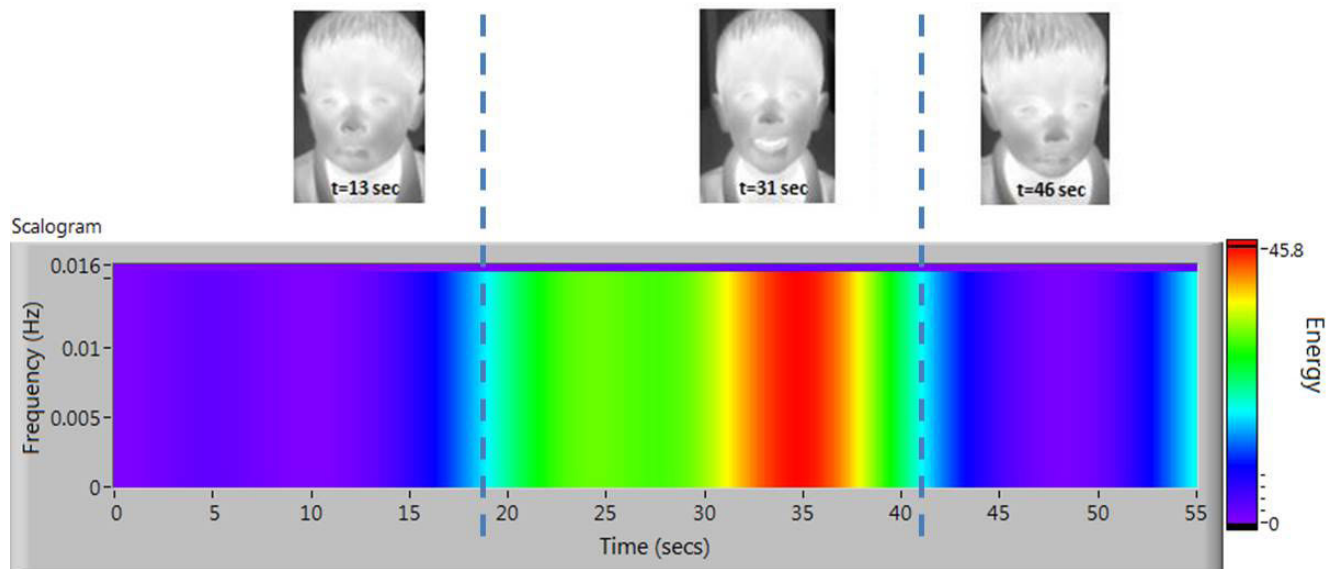 t=13 sec
t=31 sec
t=46 sec
Scalogram
0.016
0.01
0.005
0
Frequency (Hz)
0 5 10 15 20 25 30 35 40 45 50 55
Time (secs)
45.8
0
Energy